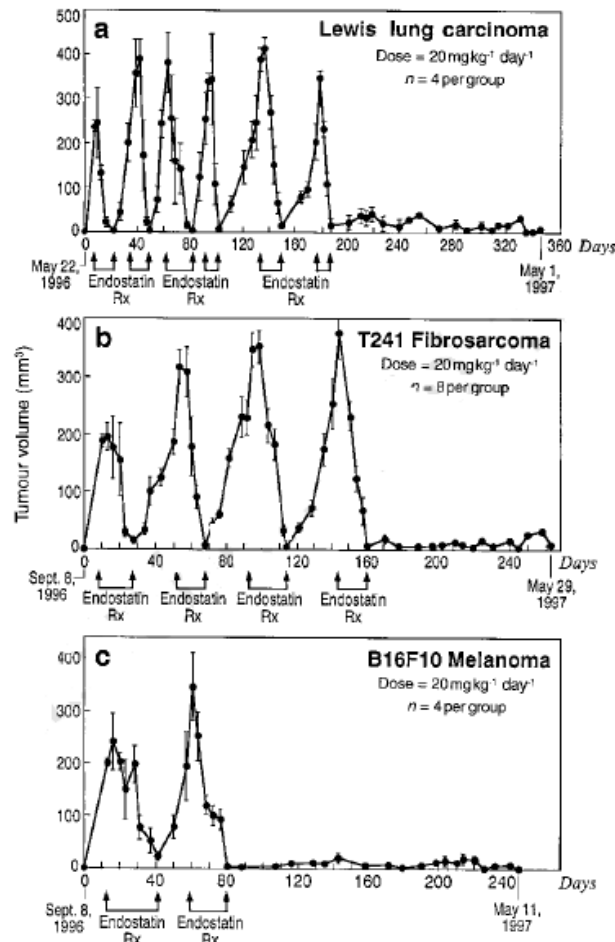 a
Lewis lung carcinoma
Dose = 20 mg kg⁻¹ day⁻¹
n = 4 per group
500
400
300
200
100
0
0 40 80 120 160 200 240 280 320 360 Days
May 22,
1996
Endostatin
Rx
Endostatin
Rx
Endostatin
Rx
May 1,
1997
Tumour volume (mm³)
b
T241 Fibrosarcoma
Dose = 20 mg kg⁻¹ day⁻¹
n = 8 per group
400
300
200
100
0
0 20 40 60 80 100 120 140 160 200 240 Days
Sept. 8,
1996
Endostatin
Rx
Endostatin
Rx
Endostatin
Rx
Endostatin
Rx
May 29,
1997
c
B16F10 Melanoma
Dose = 20 mg kg⁻¹ day⁻¹
n = 4 per group
400
300
200
100
0
0 20 40 60 80 120 160 200 240 Days
Sept. 8,
1996
Endostatin
Rx
Endostatin
Rx
May 11,
1997